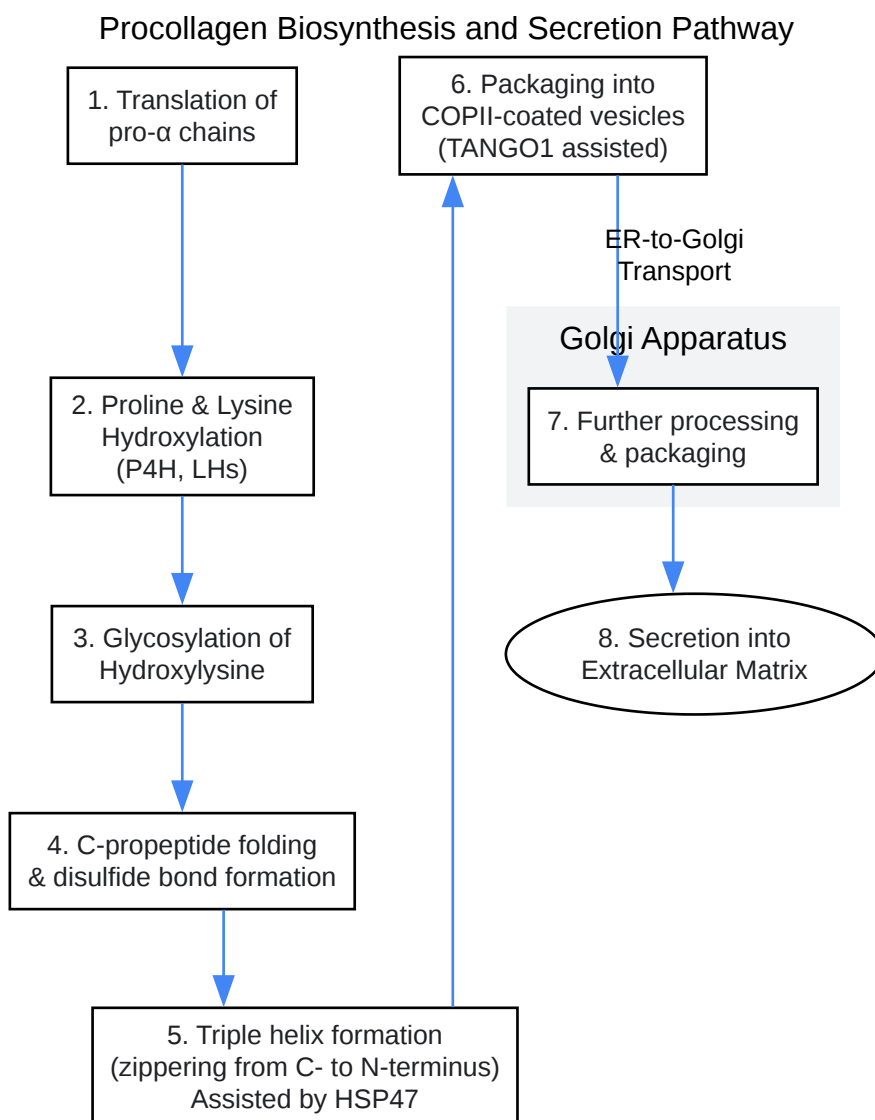 Procollagen Biosynthesis and Secretion Pathway
1. Translation of
pro-α chains
2. Proline & Lysine
Hydroxylation
(P4H, LHs)
3. Glycosylation of
Hydroxylysine
4. C-propeptide folding
& disulfide bond formation
5. Triple helix formation
(zippering from C- to N-terminus)
Assisted by HSP47
6. Packaging into
COPII-coated vesicles
(TANGO1 assisted)
ER-to-Golgi
Transport
Golgi Apparatus
7. Further processing
& packaging
8. Secretion into
Extracellular Matrix